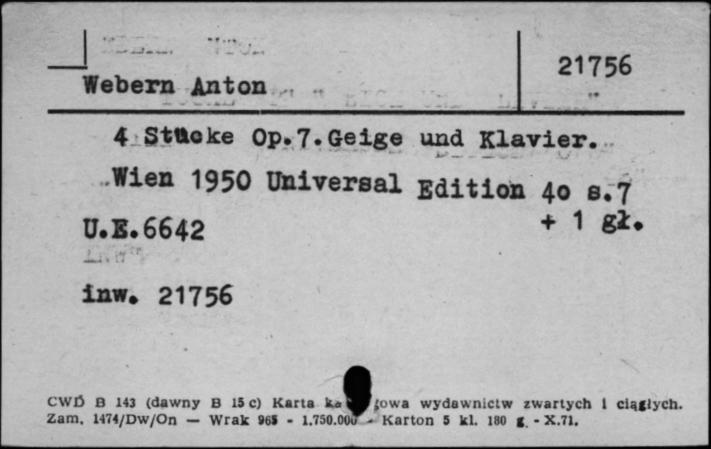 21756
Webern Anton
4 Stücke Op.7.Geige und Klavier.
Wien 1950 Universal Edition 4o s.7
U.E.6642 + 1 gł.
inw. 21756
CWD B 143 (dawny B 15 c) Karta wydawnictw zwartych i ciągłych.
Zam. 1474/Dw/On — Wrak 965 - 1.750.000 - Karton 5 kl. 180 g. - X.71.